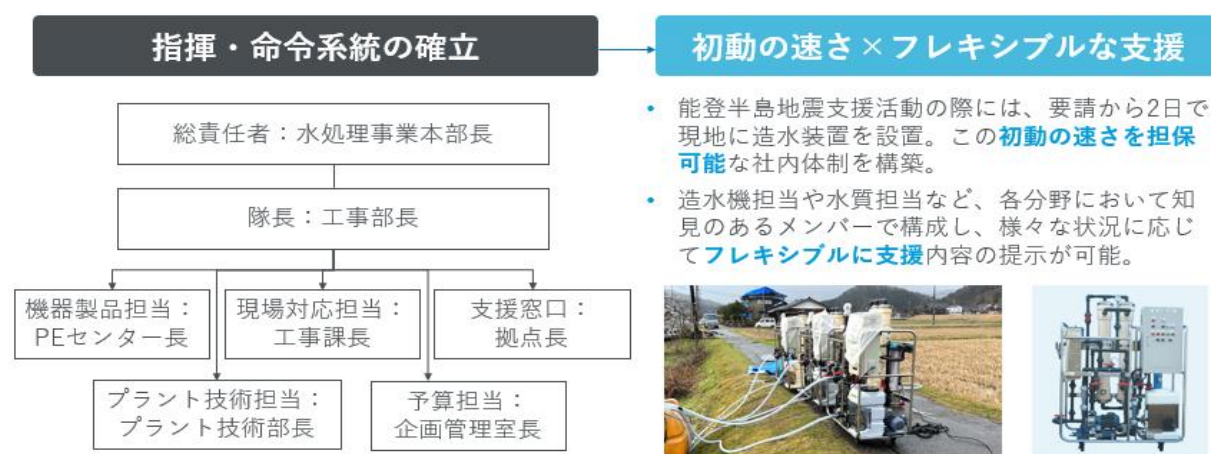 指揮・命令系統の確立
総責任者：水処理事業本部長
隊長：工事部長
機器製品担当：
PEセンター長
現場対応担当：
工事課長
支援窓口：
拠点長
プラント技術担当：
プラント技術部長
予算担当：
企画管理室長
初動の速さ×フレキシブルな支援
• 能登半島地震支援活動の際には、要請から2日で
現地に造水装置を設置。この初動の速さを担保
可能な社内体制を構築。
• 造水機担当や水質担当など、各分野において知
見のあるメンバーで構成し、様々な状況に応じ
てフレキシブルに支援内容の提示が可能。